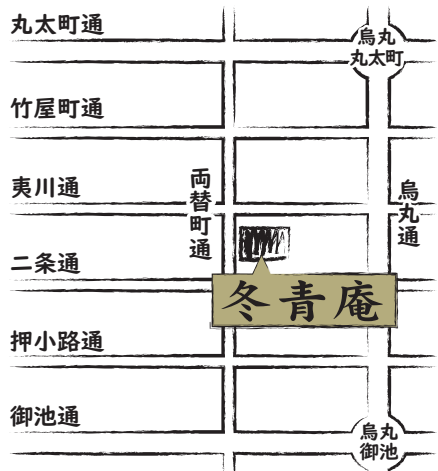 丸太町通
烏丸
丸太町
竹屋町通
夷川通
両替町通
烏丸通
二条通
冬青庵
押小路通
御池通
烏丸
御池